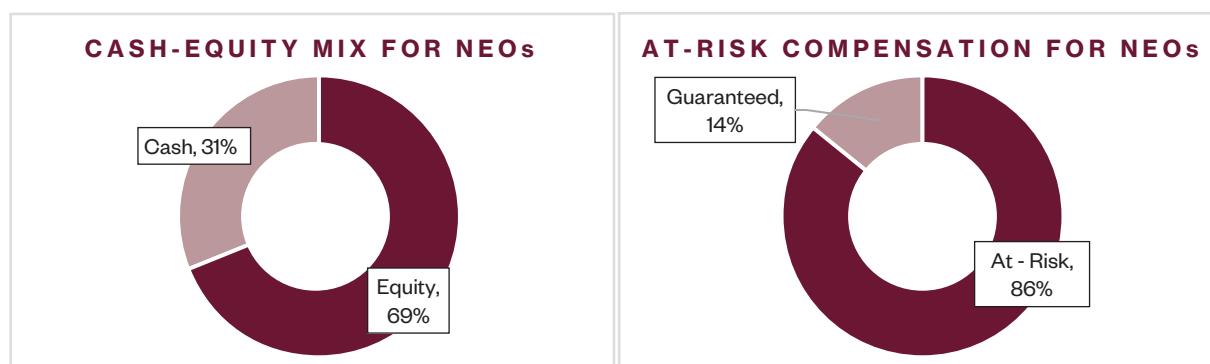 CASH-EQUITY MIX FOR NEOs
Cash, 31%
Equity,
69%
AT-RISK COMPENSATION FOR NEOs
Guaranteed,
14%
At - Risk,
86%